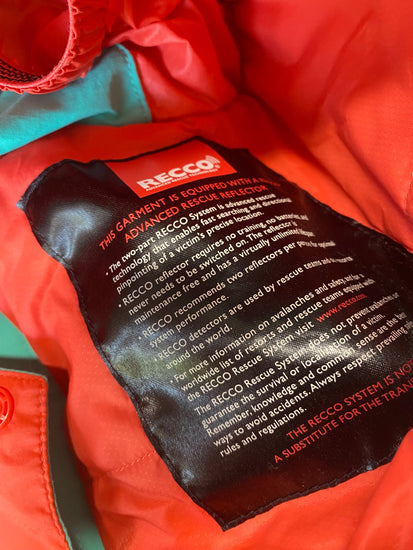 RECCO®
THIS GARMENT IS EQUIPPED WITH A
ADVANCED RESCUE REFLECTOR
• The two-part RECCO System is advanced rescue
technology that enables fast searching and directional
pinpointing of a victim's precise location.
• RECCO reflector requires no training, no batteries, and
never needs to be switched on. The reflector is
maintenance free and has a virtually unlimited
• RECCO recommends two reflectors per person for optimal
system performance.
• RECCO detectors are used by rescue teams and
around the world.
• For more information on avalanches and safety and for a
worldwide list of resorts and rescue teams equipped with
the RECCO Rescue System visit www.recco.com
The RECCO Rescue System does not prevent avalanches or
guarantee the survival or localization of a victim.
Remember, knowledge and common sense are the best
ways to avoid accidents. Always respect prevailing
rules and regulations.
THE RECCO SYSTEM IS NOT
A SUBSTITUTE FOR THE